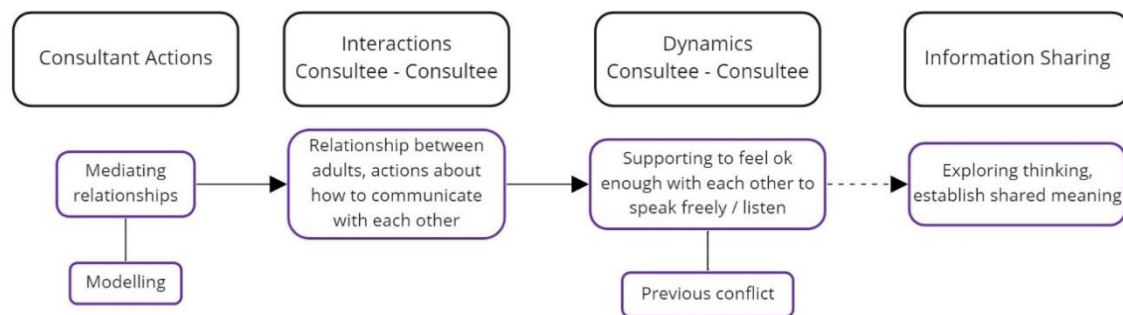 Consultant Actions
Interactions
Consultee - Consultee
Dynamics
Consultee - Consultee
Information Sharing
Mediating
relationships
Relationship between
adults, actions about
how to communicate
with each other
Supporting to feel ok
enough with each other to
speak freely / listen
Exploring thinking,
establish shared meaning
Modelling
Previous conflict